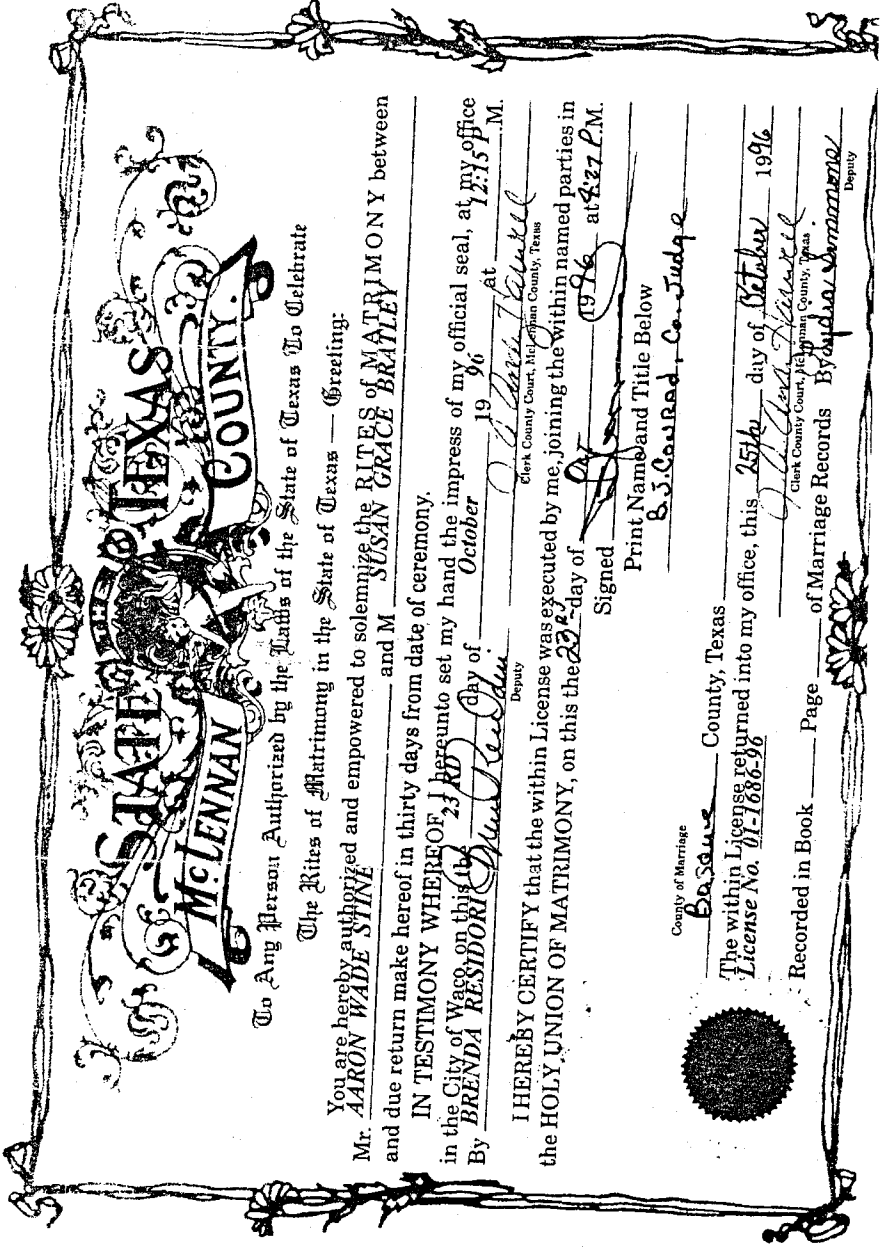 THE
STATE OF TEXAS
McLENNAN COUNTY.
To Any Person Authorized by the Laws of the State of Texas To Celebrate
The Rites of Matrimony in the State of Texas — Greeting:
You are hereby authorized and empowered to solemnize the RITES of MATRIMONY between
Mr. AARON WADE STINE and M SUSAN GRACE BRATLEY
and due return make hereof in thirty days from date of ceremony.
IN TESTIMONY WHEREOF, I hereunto set my hand the impress of my official seal, at my office
in the City of Waco, on this the 23RD day of October 19 96 at 12:15 P.M.
By BRENDA RESIDORI
Deputy
Clerk County Court, McLennan County, Texas
I HEREBY CERTIFY that the within License was executed by me, joining the within named parties in
the HOLY UNION OF MATRIMONY, on this the 23rd day of 1996 at 4:27 P.M.
Signed
Print Name and Title Below
B.J. Conrad, Co. Judge
County of Marriage
Bosque County, Texas
The within License returned into my office, this 25th day of October 1996
License No. 01-1686-96
Clerk County Court, McLennan County, Texas
Recorded in Book Page of Marriage Records By Lydia Simmons
Deputy